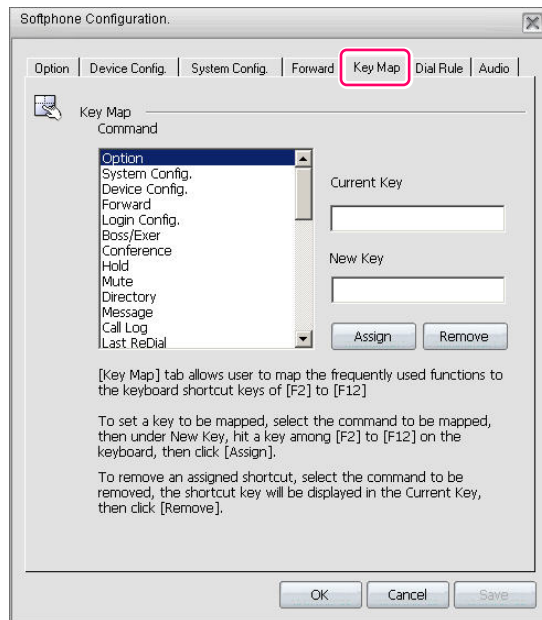 Softphone Configuration.
Option Device Config. System Config. Forward Key Map Dial Rule Audio
Key Map
Command
Option
System Config.
Device Config.
Forward
Login Config.
Boss/Exer
Conference
Hold
Mute
Directory
Message
Call Log
Last ReDial
Current Key
New Key
Assign Remove
[Key Map] tab allows user to map the frequently used functions to
the keyboard shortcut keys of [F2] to [F12]
To set a key to be mapped, select the command to be mapped,
then under New Key, hit a key among [F2] to [F12] on the
keyboard, then click [Assign].
To remove an assigned shortcut, select the command to be
removed, the shortcut key will be displayed in the Current Key,
then click [Remove].
OK Cancel Save